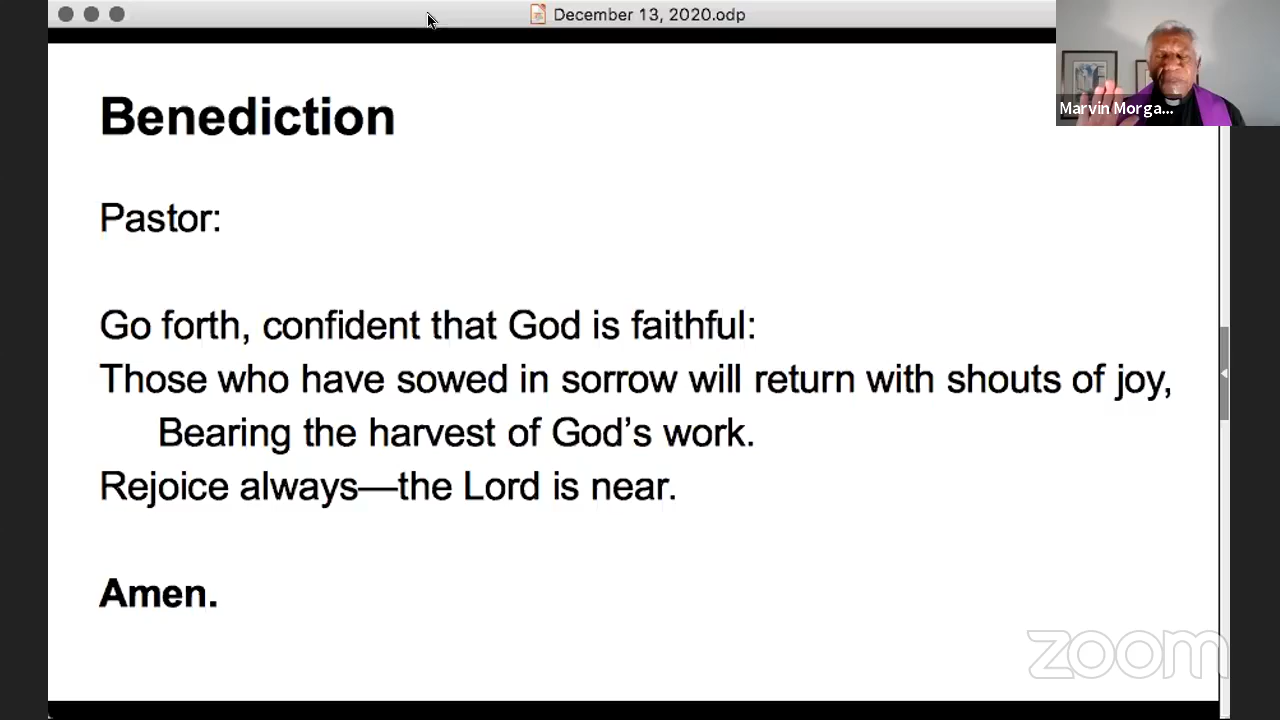 December 13, 2020.odp
Marvin Morga...
Benediction
Pastor:
Go forth, confident that God is faithful:
Those who have sowed in sorrow will return with shouts of joy,
Bearing the harvest of God’s work.
Rejoice always—the Lord is near.
Amen.
zoom